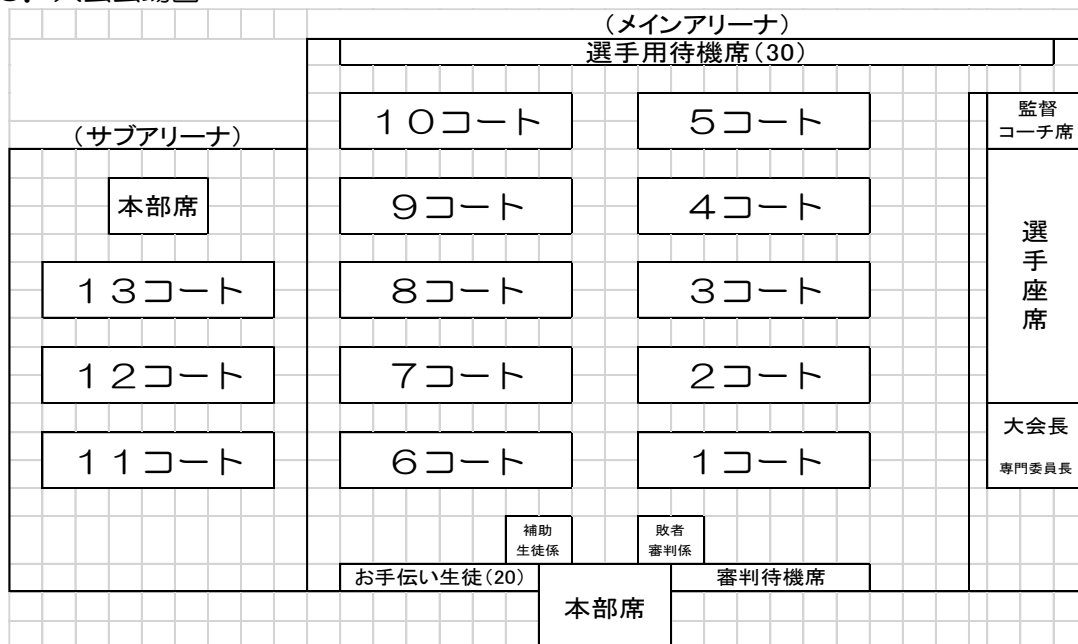 （メインアリーナ）
選手用待機席（30）
１０コート
５コート
監督
コーチ席
（サブアリーナ）
本部席
９コート
４コート
選手座席
１３コート
８コート
３コート
１２コート
７コート
２コート
大会長
専門委員長
１１コート
６コート
１コート
補助
生徒係
敗者
審判係
お手伝い生徒（20）
審判待機席
本部席